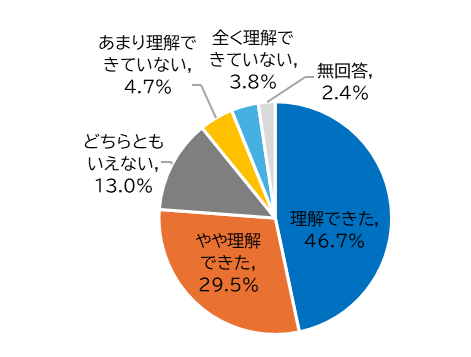 あまり理解で
きていない,
4.7%
全く理解で
きていない,
3.8%
無回答,
2.4%
どちらとも
いえない,
13.0%
理解できた,
46.7%
やや理解
できた,
29.5%